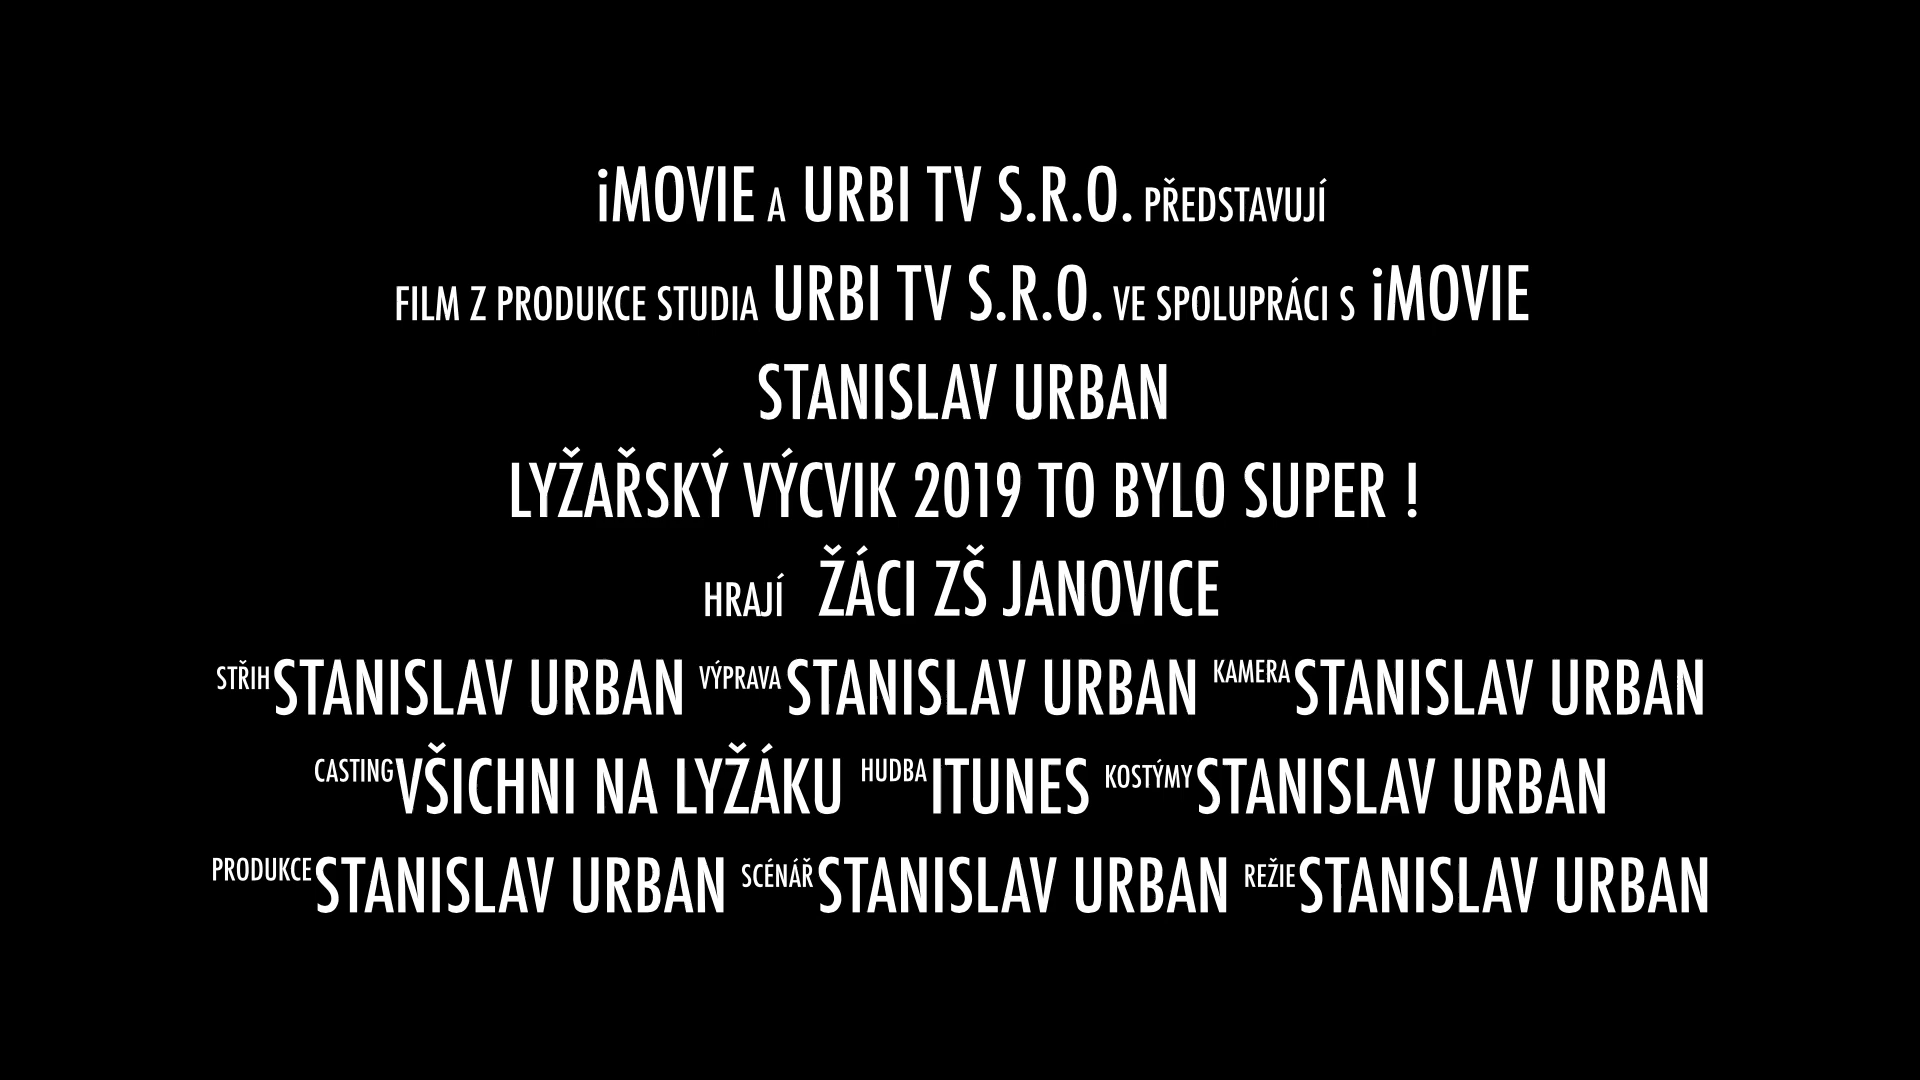 iMOVIE A URBI TV S.R.O. PŘEDSTAVUJÍ
FILM Z PRODUKCE STUDIA URBI TV S.R.O. VE SPOLUPRÁCI S iMOVIE
STANISLAV URBAN
LYŽAŘSKÝ VÝCVIK 2019 TO BYLO SUPER !
HRAJÍ ŽÁCI ZŠ JANOVICE
STŘIH STANISLAV URBAN VÝPRAVA STANISLAV URBAN KAMERA STANISLAV URBAN
CASTING VŠICHNI NA LYŽÁKU HUDBA ITUNES KOSTÝMY STANISLAV URBAN
PRODUKCE STANISLAV URBAN SCÉNÁŘ STANISLAV URBAN REŽIE STANISLAV URBAN